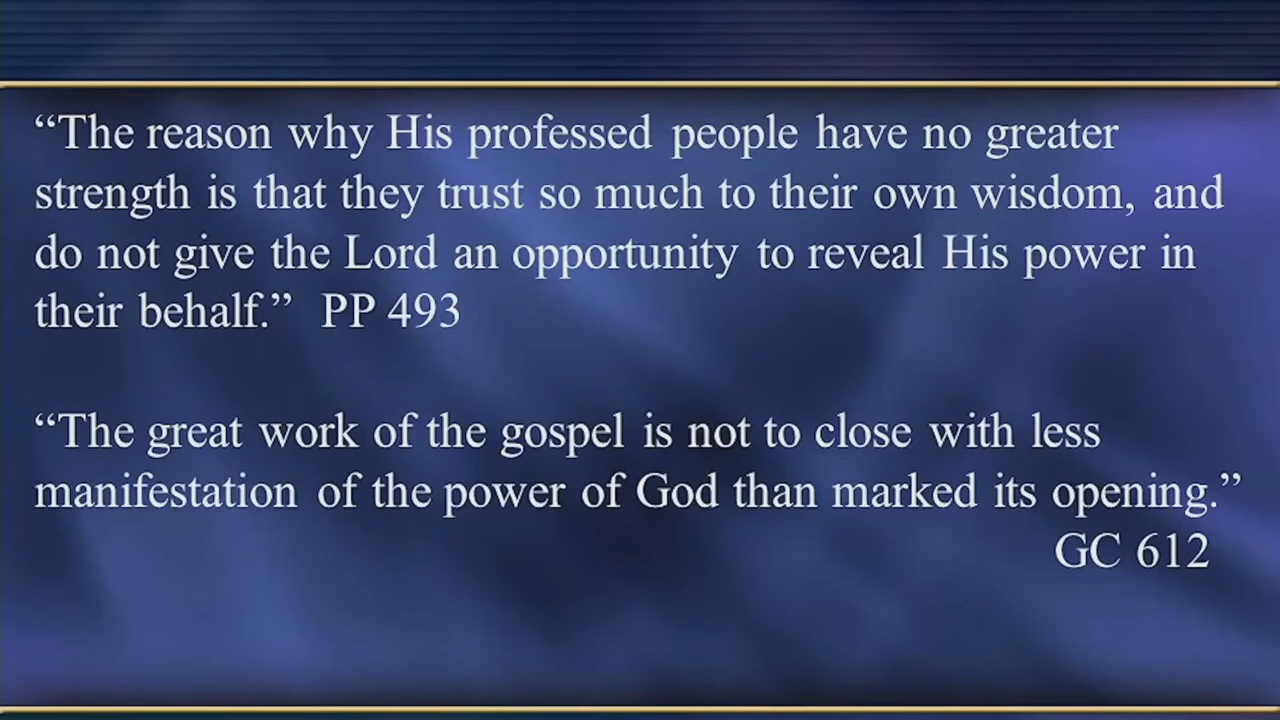 “The reason why His professed people have no greater
strength is that they trust so much to their own wisdom, and
do not give the Lord an opportunity to reveal His power in
their behalf.” PP 493
“The great work of the gospel is not to close with less
manifestation of the power of God than marked its opening.”
GC 612